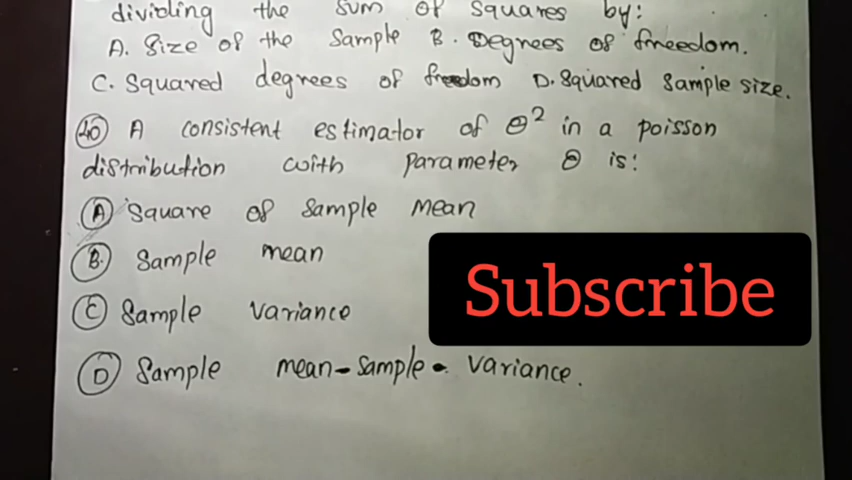 dividing the sum of squares by:
A. Size of the Sample B. Degrees of freedom.
C. Squared degrees of freedom D. Squared Sample size.
40 A consistent estimator of θ² in a poisson
distribution with parameter θ is:
A Square of sample mean
B. Sample mean
C Sample variance
D Sample mean - sample - variance.
Subscribe